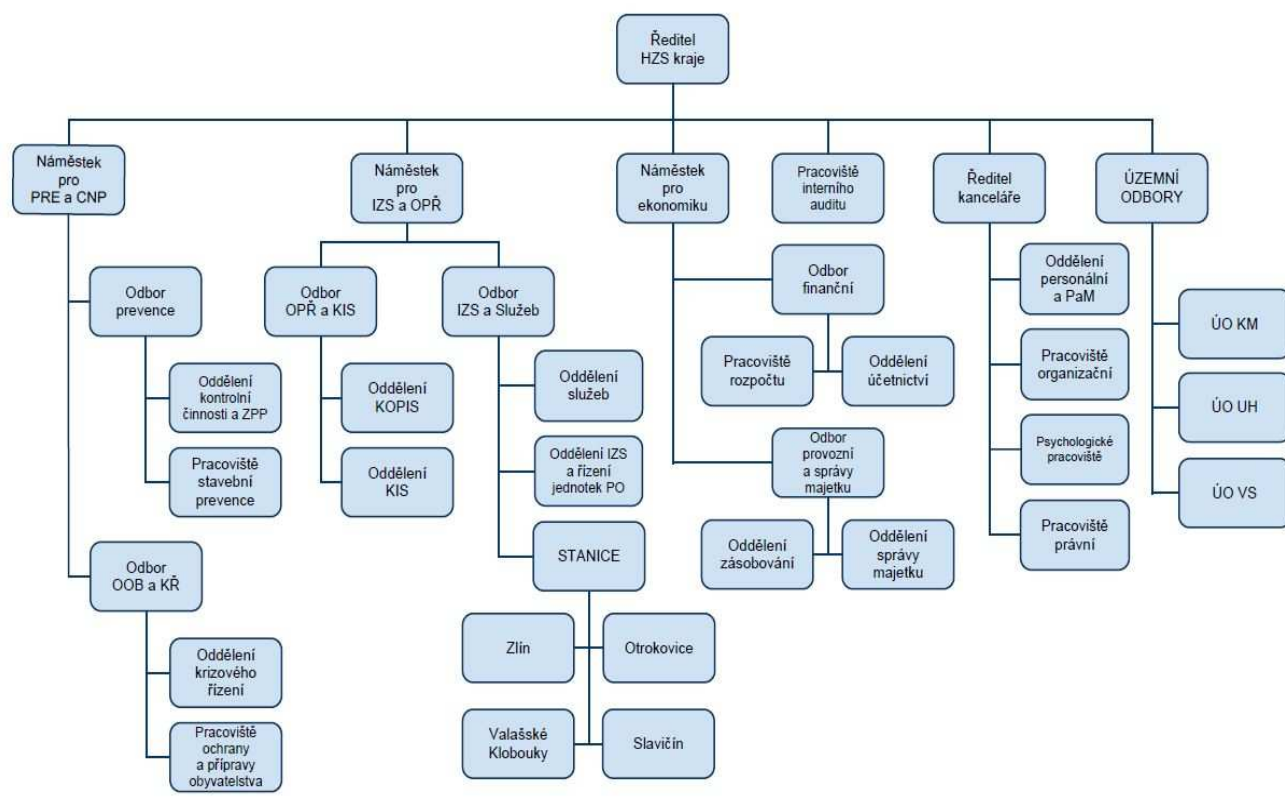 Ředitel
HZS kraje
Náměstek
pro
PRE a CNP
Náměstek
pro
IZS a OPŘ
Náměstek
pro
ekonomiku
Pracoviště
interního
auditu
Ředitel
kanceláře
ÚZEMNÍ
ODBORY
Odbor
prevence
Oddělení
kontrolní
činnosti a ZPP
Pracoviště
stavební
prevence
Odbor
OOB a KŘ
Oddělení
krizového
řízení
Pracoviště
ochrany
a přípravy
obyvatelstva
Odbor
OPŘ a KIS
Oddělení
KOPIS
Oddělení
KIS
Odbor
IZS a Služeb
Oddělení
služeb
Oddělení IZS
a řízení
jednotek PO
STANICE
Zlín
Otrokovice
Valašské
Klobouky
Slavičín
Odbor
finanční
Pracoviště
rozpočtu
Oddělení
účetnictví
Odbor
provozní
a správy
majetku
Oddělení
zásobování
Oddělení
správy
majetku
Oddělení
personální
a PaM
Pracoviště
organizační
Psychologické
pracoviště
Pracoviště
právní
ÚO KM
ÚO UH
ÚO VS